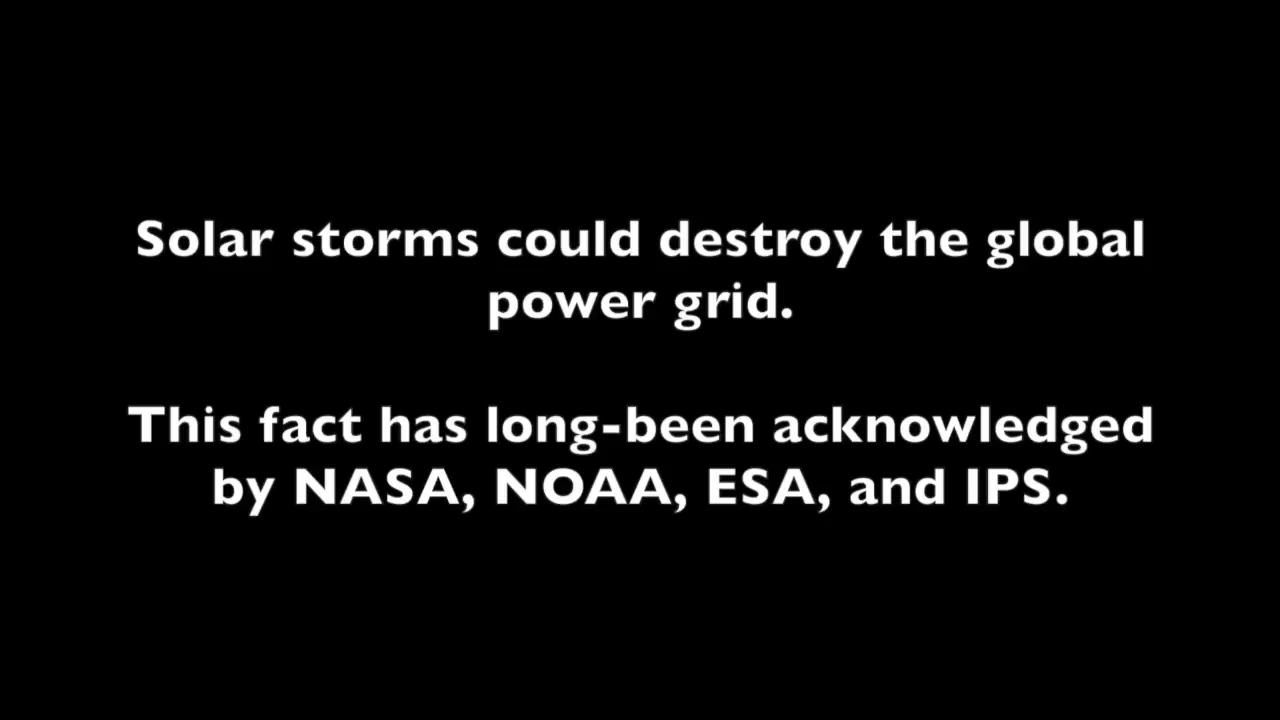 Solar storms could destroy the global
power grid.
This fact has long-been acknowledged
by NASA, NOAA, ESA, and IPS.